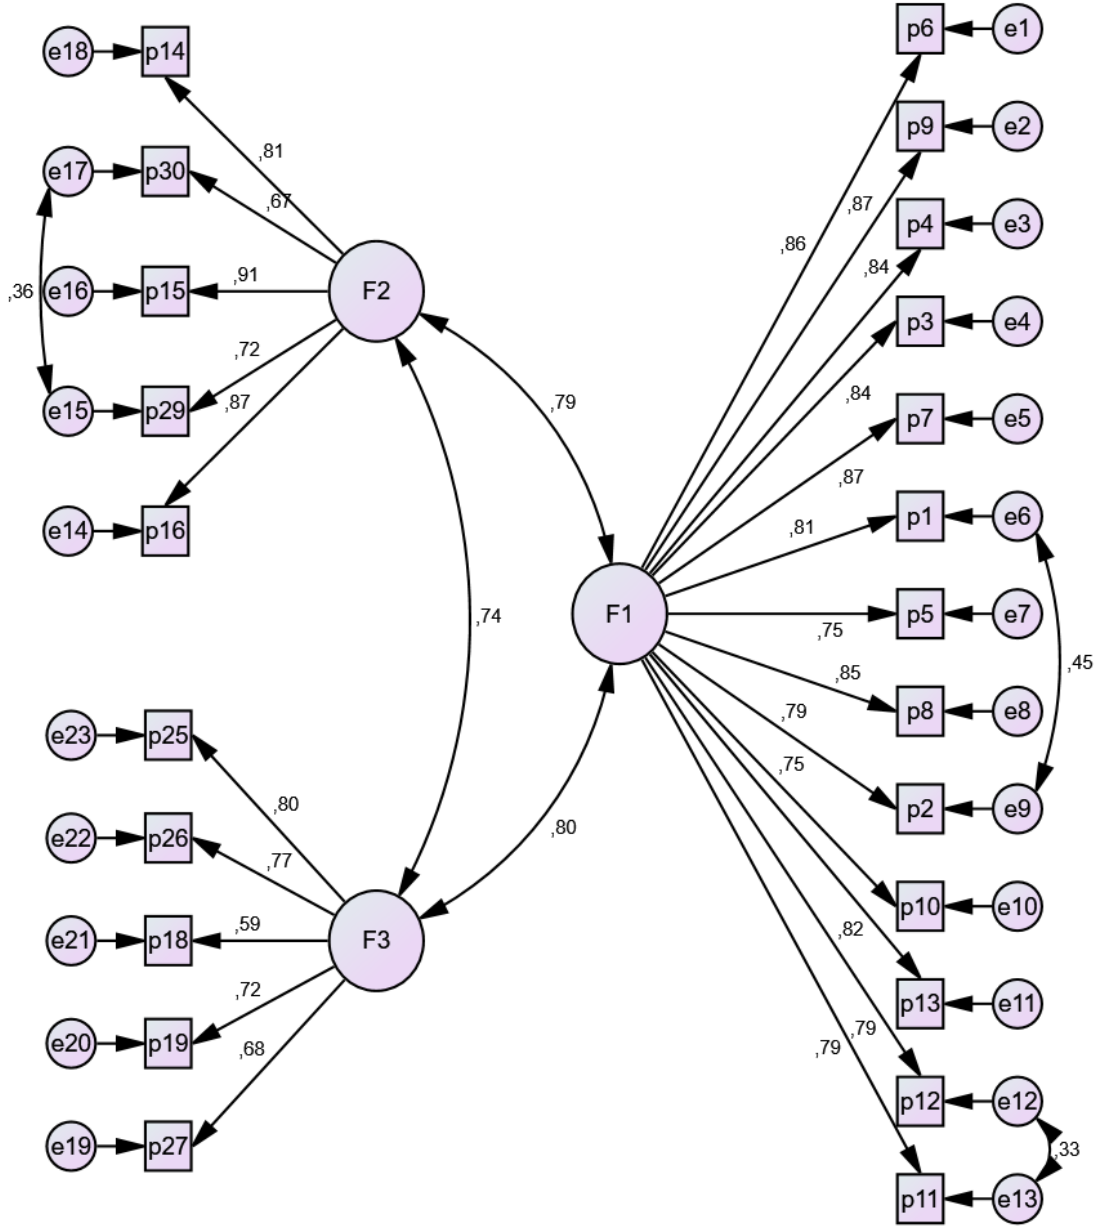 e18
p14
,81
e17
p30
,67
,36
e16
p15
,91
F2
e15
p29
,72
,87
e14
p16
,79
,74
F1
,80
e23
p25
,80
e22
p26
,77
e21
p18
,59
F3
e20
p19
,72
e19
p27
,68
p6
e1
,86
p9
e2
,87
p4
e3
,84
p3
e4
,84
p7
e5
,87
p1
e6
,81
p5
e7
,75
,45
p8
e8
,85
p2
e9
,79
p10
e10
,75
p13
e11
,82
p12
e12
,79
,33
p11
e13
,79